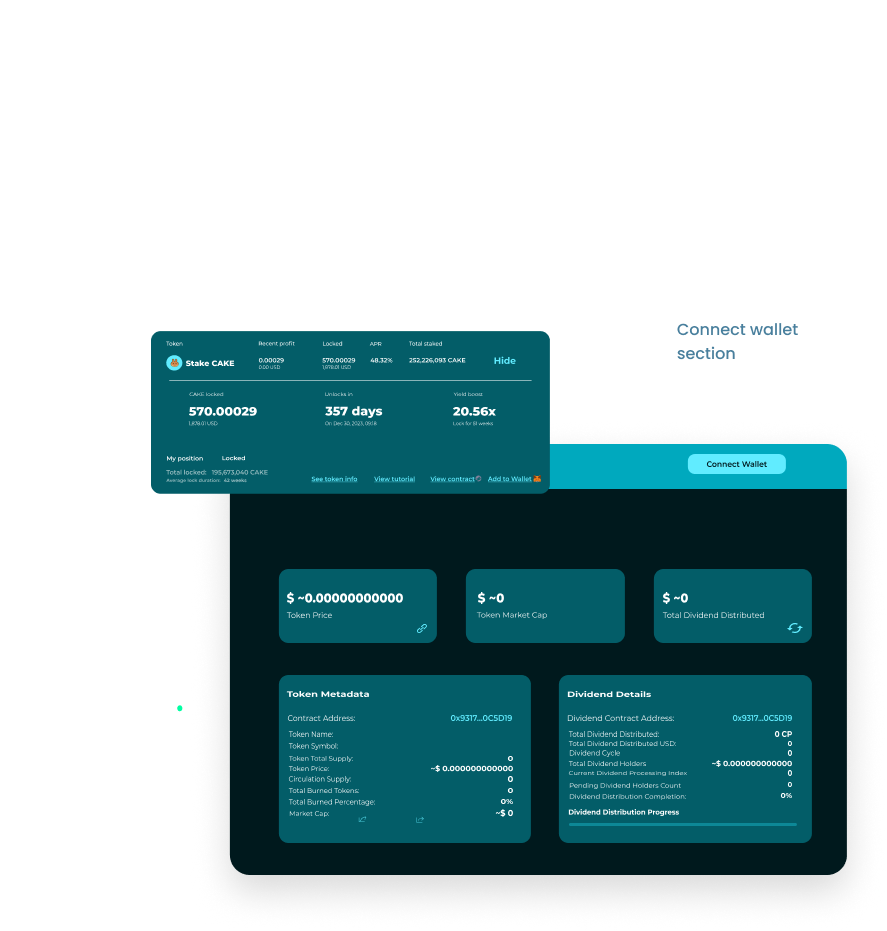 Connect wallet
section
Token Recent profit Locked APR Total staked
Stake CAKE 0.00029 570.00029 48.32% 252,226,093 CAKE Hide
0.00 USD 1,878.01 USD
CAKE locked Unlocks in Yield boost
570.00029 357 days 20.56x
1,878.01 USD On Dec 30, 2023, 09:18 Lock for 51 weeks
My position Locked
Total locked: 195,673,040 CAKE
Average lock duration: 42 weeks
See token info View tutorial View contract Add to Wallet
Connect Wallet
$ ~0.00000000000 $ ~0 $ ~0
Token Price Token Market Cap Total Dividend Distributed
Token Metadata
Contract Address: 0x9317...0C5D19
Token Name:
Token Symbol:
Token Total Supply: 0
Token Price: ~$ 0.000000000000
Circulation Supply: 0
Total Burned Tokens: 0
Total Burned Percentage: 0%
Market Cap: ~$ 0
Dividend Details
Dividend Contract Address: 0x9317...0C5D19
Total Dividend Distributed: 0 CP
Total Dividend Distributed USD: 0
Dividend Cycle 0
Total Dividend Holders ~$ 0.000000000000
Current Dividend Processing Index 0
Pending Dividend Holders Count 0
Dividend Distribution Completion: 0%
Dividend Distribution Progress